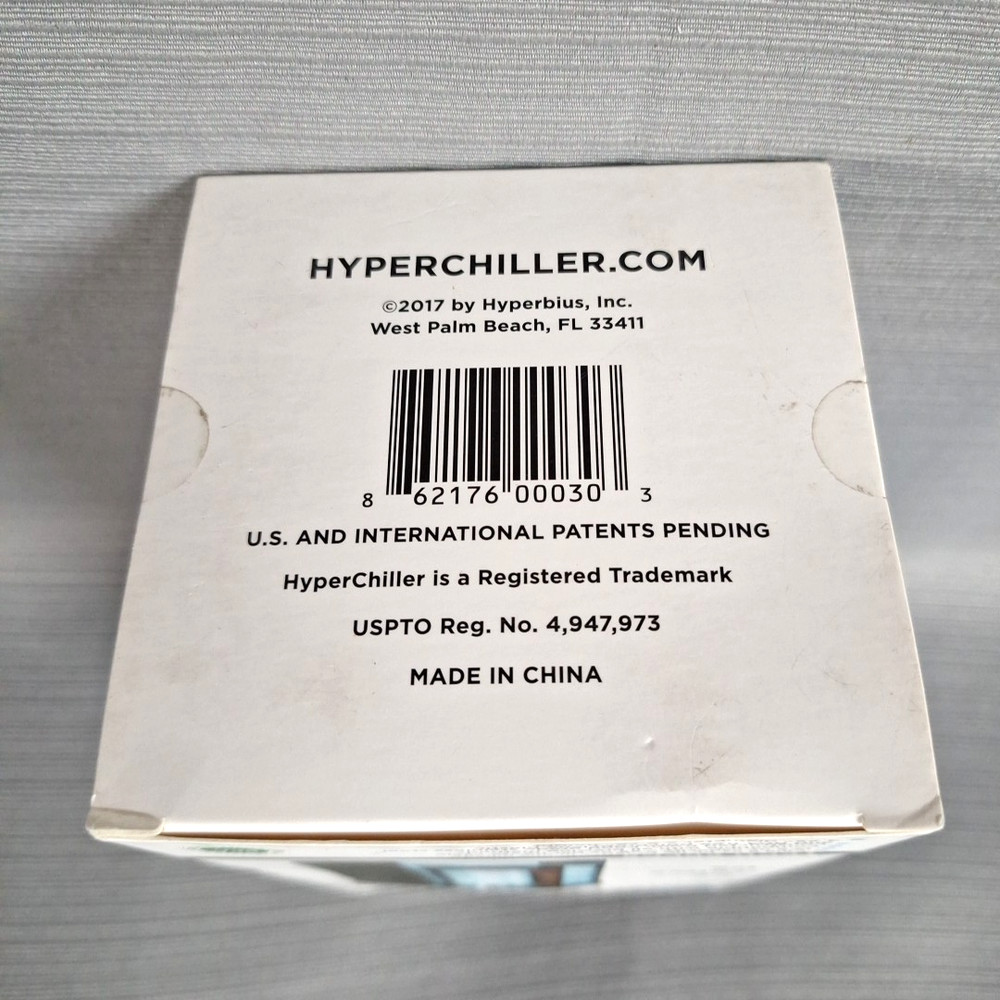 HYPERCHILLER.COM
©2017 by Hyperbius, Inc.
West Palm Beach, FL 33411
8 62176 00030 3
U.S. AND INTERNATIONAL PATENTS PENDING
HyperChiller is a Registered Trademark
USPTO Reg. No. 4,947,973
MADE IN CHINA